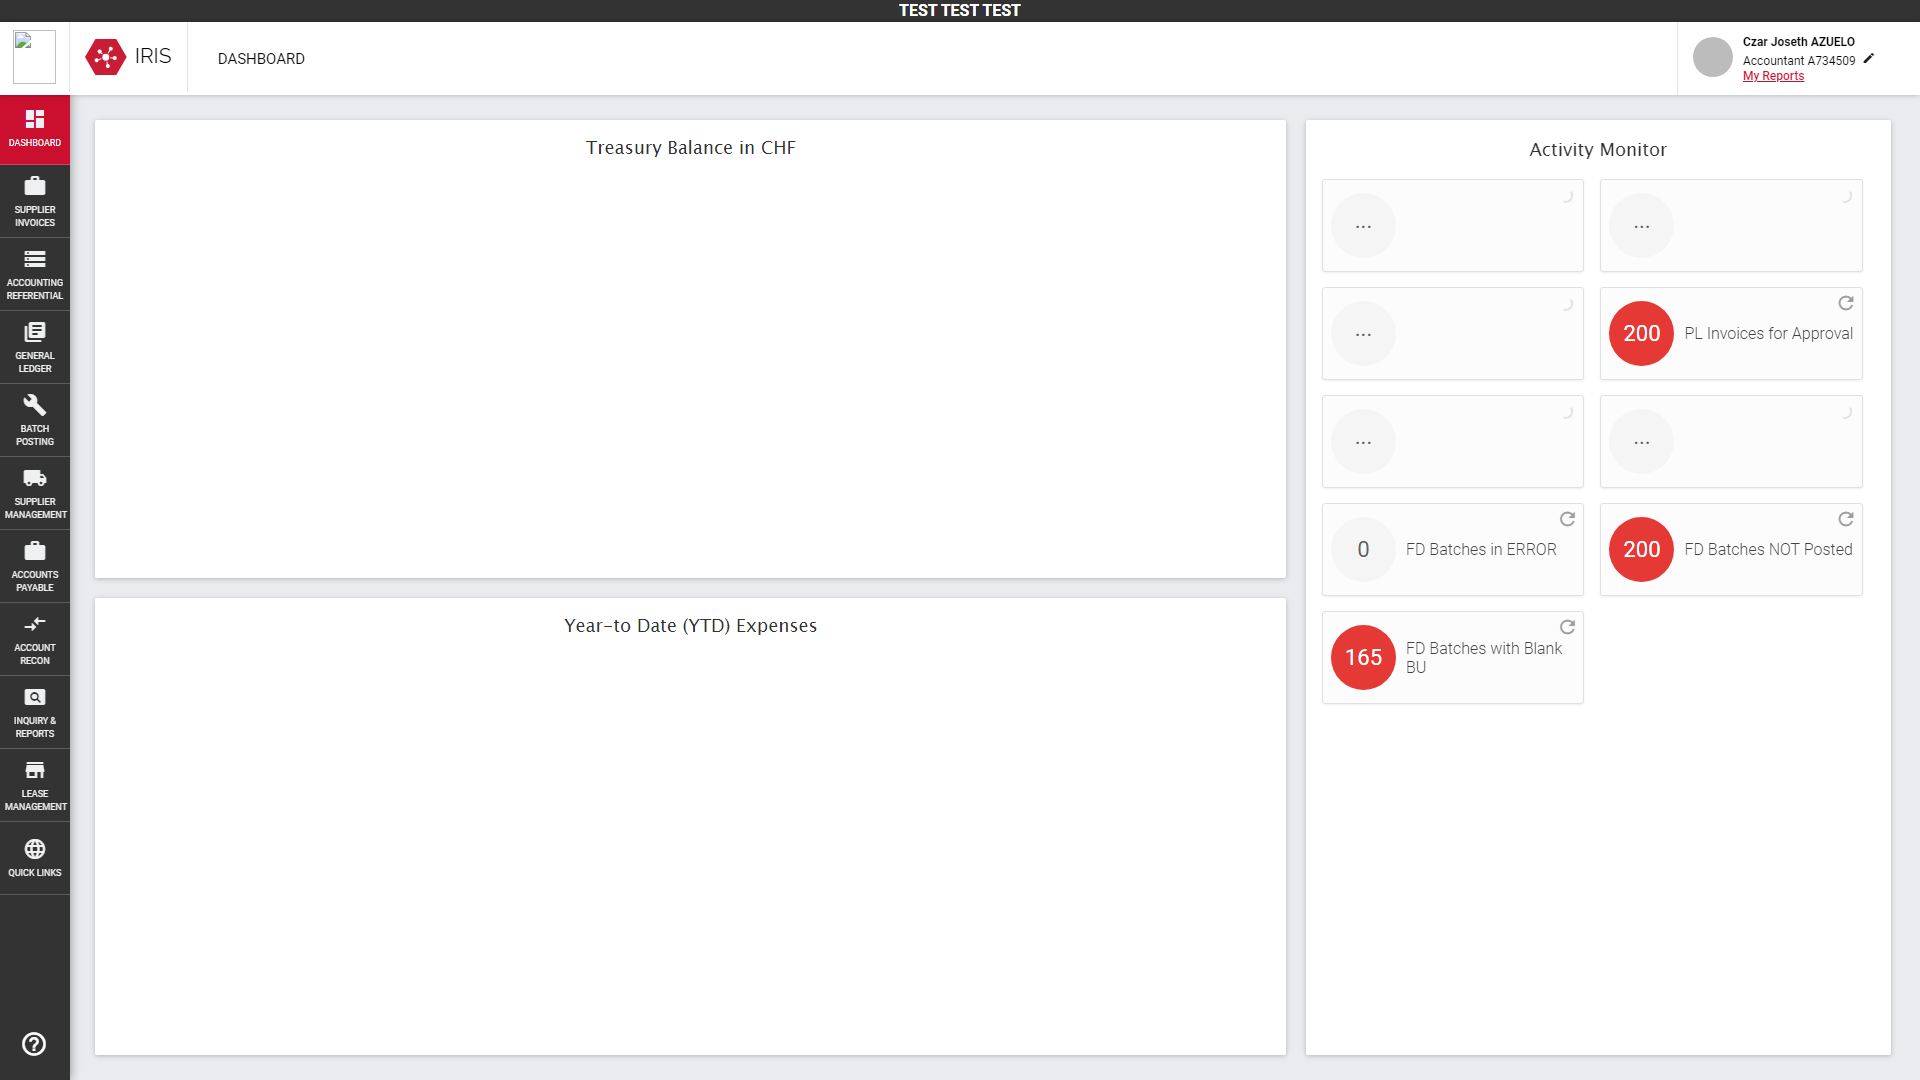 TEST TEST TEST
IRIS
DASHBOARD
Czar Joseth AZUELO
Accountant A734509
My Reports
DASHBOARD
SUPPLIER
INVOICES
ACCOUNTING
REFERENTIAL
GENERAL
LEDGER
BATCH
POSTING
SUPPLIER
MANAGEMENT
ACCOUNTS
PAYABLE
ACCOUNT
RECON
INQUIRY &
REPORTS
LEASE
MANAGEMENT
QUICK LINKS
Treasury Balance in CHF
Year-to Date (YTD) Expenses
Activity Monitor
...
...
...
200 PL Invoices for Approval
...
...
0 FD Batches in ERROR
200 FD Batches NOT Posted
165 FD Batches with Blank
BU